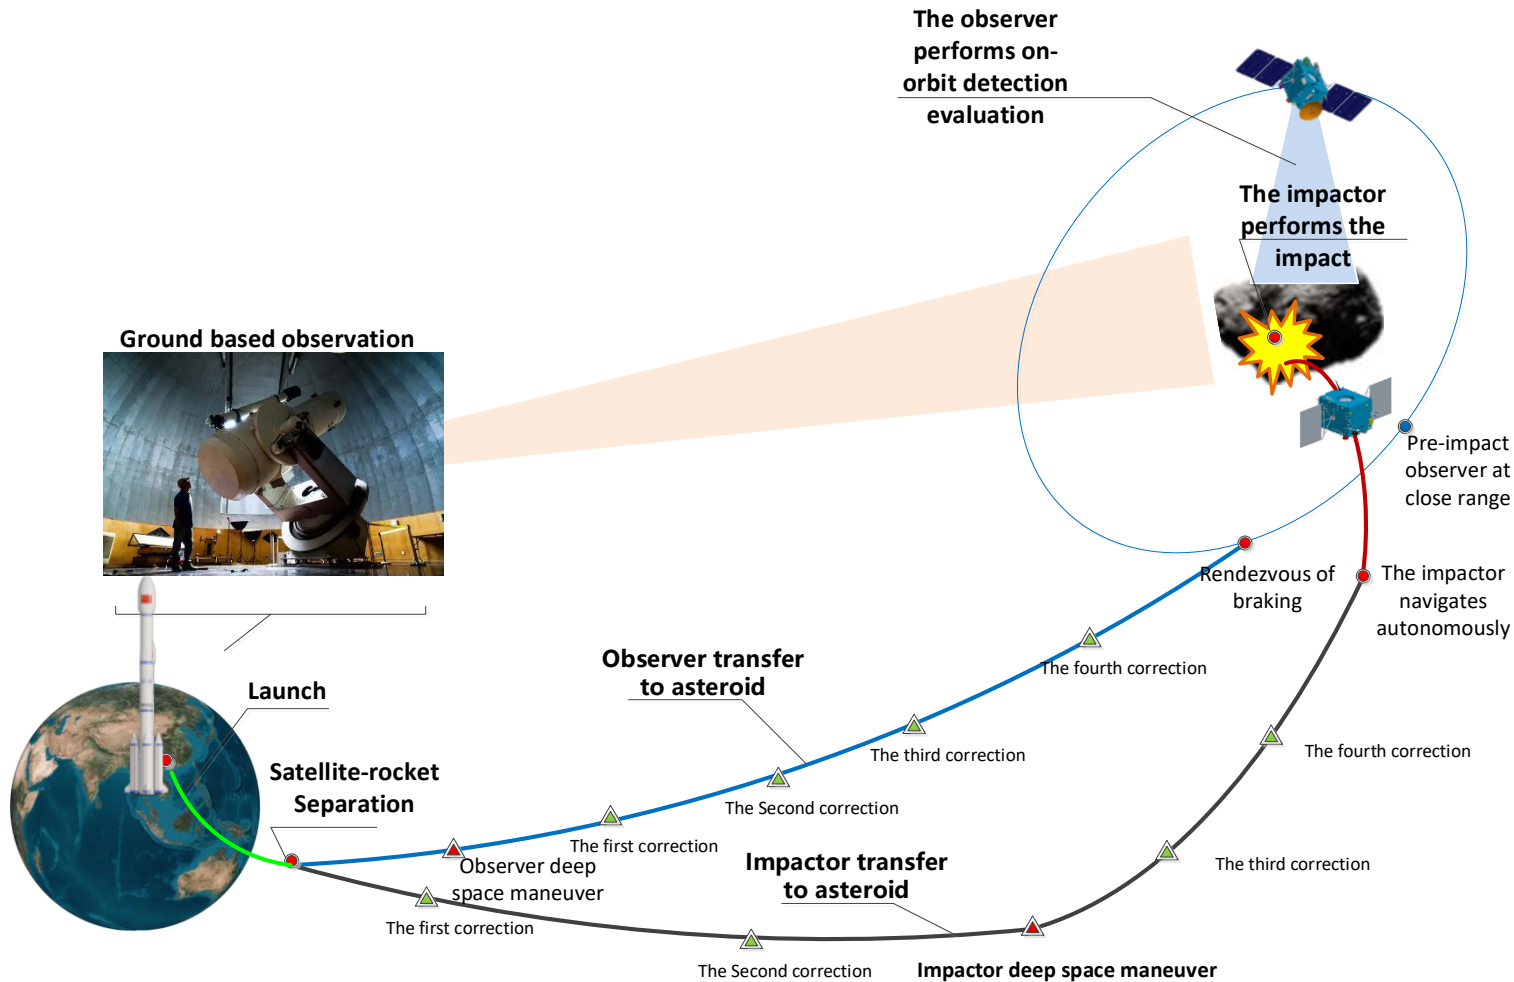 The observer
performs on-
orbit detection
evaluation
The impactor
performs the
impact
Ground based observation
Pre-impact
observer at
close range
Rendezvous of
braking
The impactor
navigates
autonomously
Observer transfer
to asteroid
The fourth correction
Launch
The third correction
The fourth correction
Satellite-rocket
Separation
The Second correction
The first correction
Observer deep
space maneuver
Impactor transfer
to asteroid
The third correction
The first correction
The Second correction
Impactor deep space maneuver